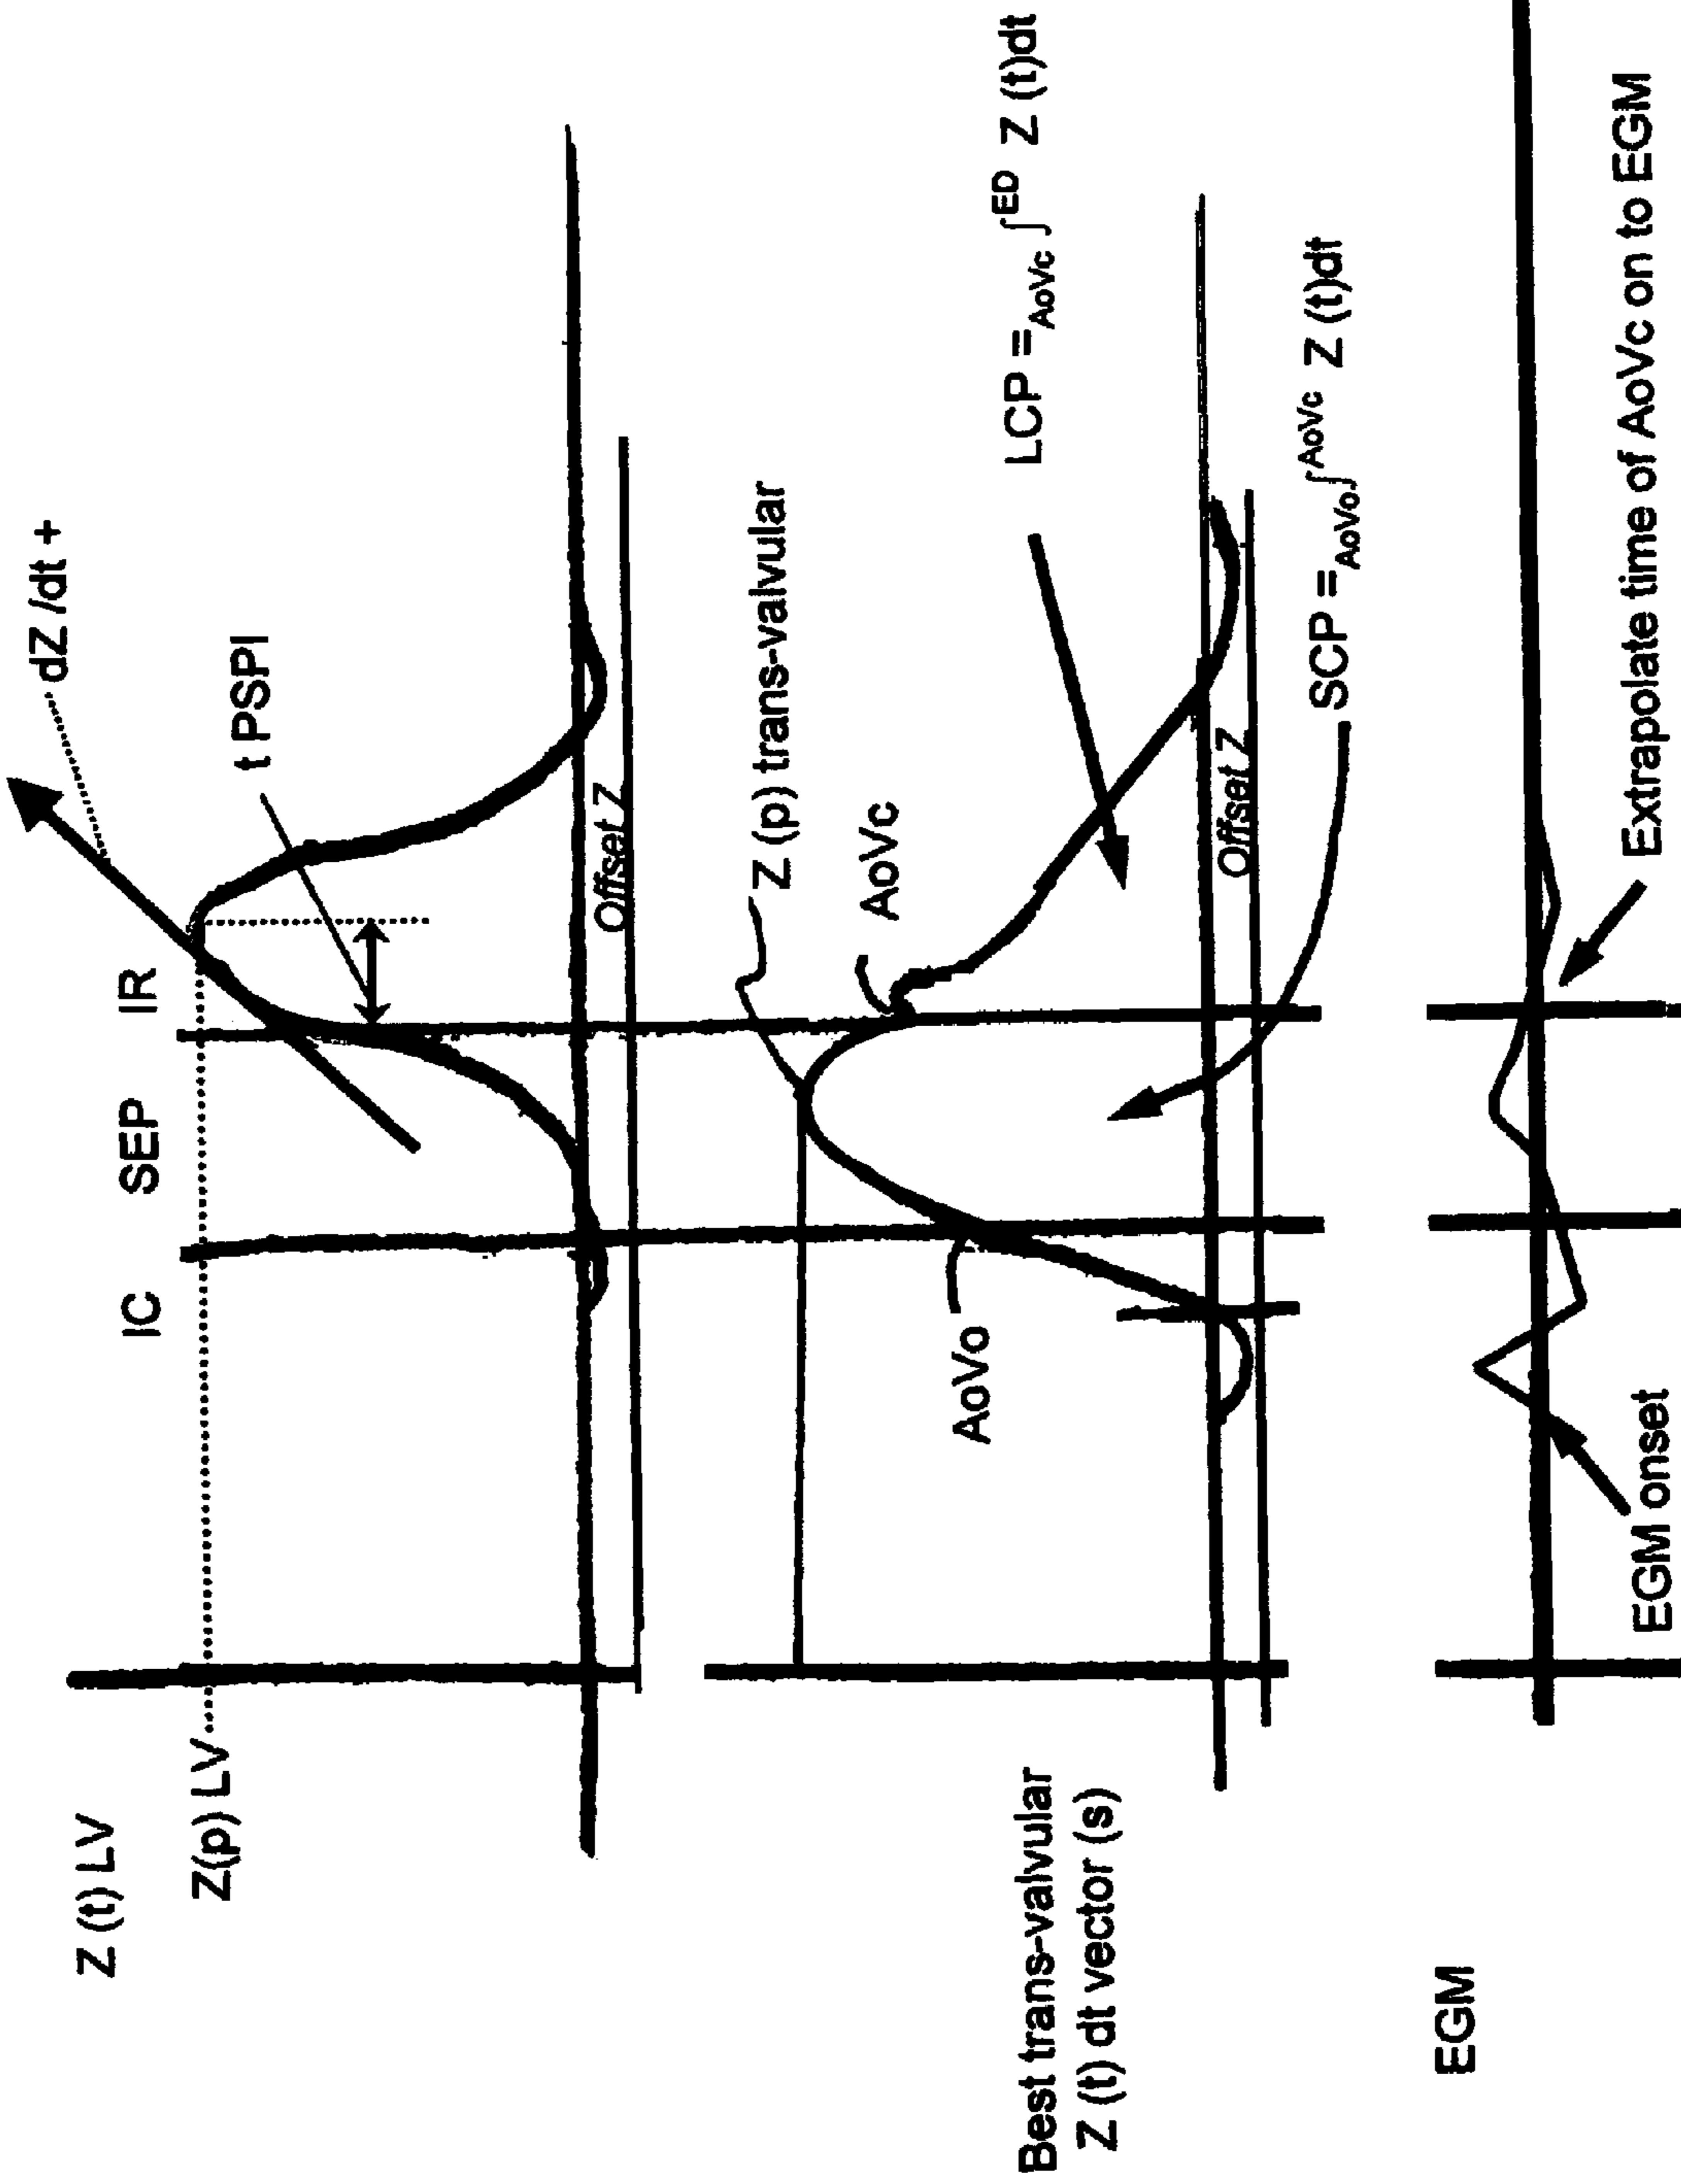 Z (t) LV
Z(p) LV
IC
SEP
IR
dZ /dt +
t PSPI
Offset Z
Best trans-valvular
Z (t) dt vector (s)
Z (p) trans-valvular
AoVo
AoVc
LCP = AoVc ∫ED Z (t)dt
Offset Z
SCP = AoVo ∫AoVc Z (t)dt
EGM
EGM onset
Extrapolate time of AoVc on to EGM